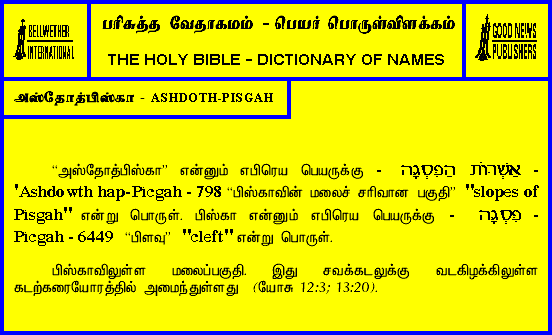 BELLWETHER
INTERNATIONAL
பரிசுத்த வேதாகமம் - பெயர் பொருள்விளக்கம்
THE HOLY BIBLE - DICTIONARY OF NAMES
GOOD NEWS
PUBLISHERS
அஸ்தோத்பிஸ்கா - ASHDOTH-PISGAH
“அஸ்தோத்பிஸ்கா” என்னும் எபிரெய பெயருக்கு - אַשְׁדּוֹת הַפִּסְגָּה -
'Ashdowth hap-Picgah - 798 “பிஸ்காவின் மலைச் சரிவான பகுதி” "slopes of
Pisgah" என்று பொருள். பிஸ்கா என்னும் எபிரெய பெயருக்கு - פִּסְגָּה -
Picgah - 6449 “பிளவு” "cleft" என்று பொருள்.
பிஸ்காவிலுள்ள மலைப்பகுதி. இது சவக்கடலுக்கு வடகிழக்கிலுள்ள
கடற்கரையோரத்தில் அமைந்துள்ளது (யோசு 12:3; 13:20).